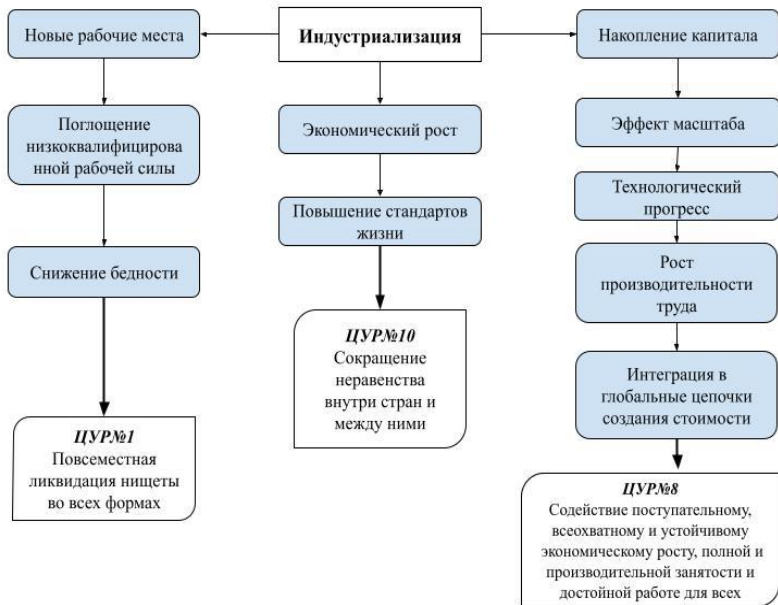 Новые рабочие места
Индустриализация
Накопление капитала
Поглощение
низкоквалифицирова
нной рабочей силы
Экономический рост
Эффект масштаба
Технологический
прогресс
Повышение стандартов
жизни
Снижение бедности
Рост
производительности
труда
ЦУР№10
Сокращение
неравенства
внутри стран и
между ними
Интеграция в
глобальные цепочки
создания стоимости
ЦУР№1
Повсеместная
ликвидация нищеты
во всех формах
ЦУР№8
Содействие поступательному,
всеохватному и устойчивому
экономическому росту, полной и
производительной занятости и
достойной работе для всех